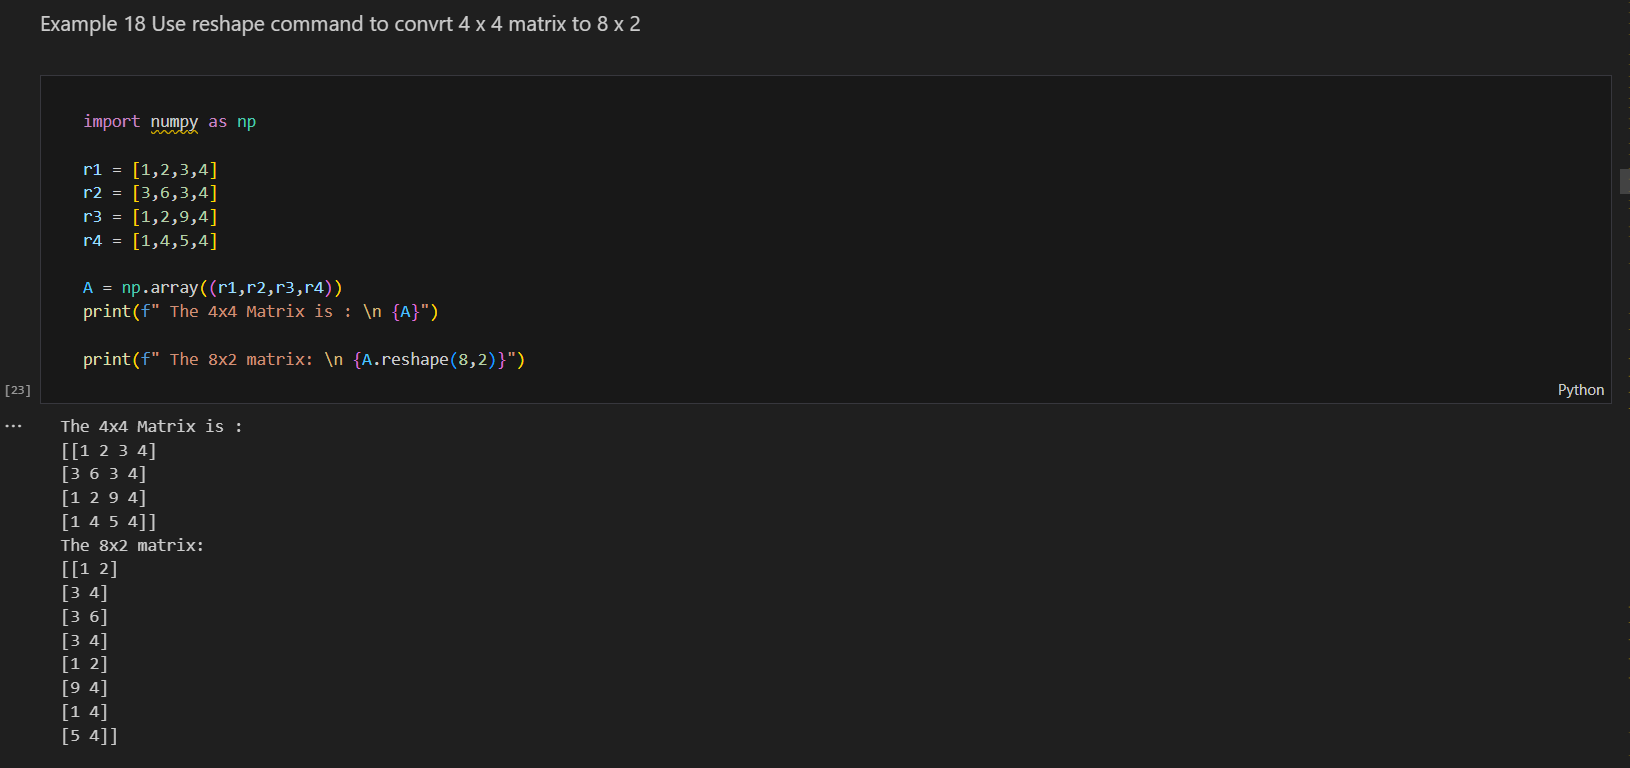 Example 18 Use reshape command to convrt 4 x 4 matrix to 8 x 2
import numpy as np
r1 = [1,2,3,4]
r2 = [3,6,3,4]
r3 = [1,2,9,4]
r4 = [1,4,5,4]
A = np.array((r1,r2,r3,r4))
print(f" The 4x4 Matrix is : \n {A}")
print(f" The 8x2 matrix: \n {A.reshape(8,2)}")
[23]
Python
...
The 4x4 Matrix is :
[[1 2 3 4]
[3 6 3 4]
[1 2 9 4]
[1 4 5 4]]
The 8x2 matrix:
[[1 2]
[3 4]
[3 6]
[3 4]
[1 2]
[9 4]
[1 4]
[5 4]]